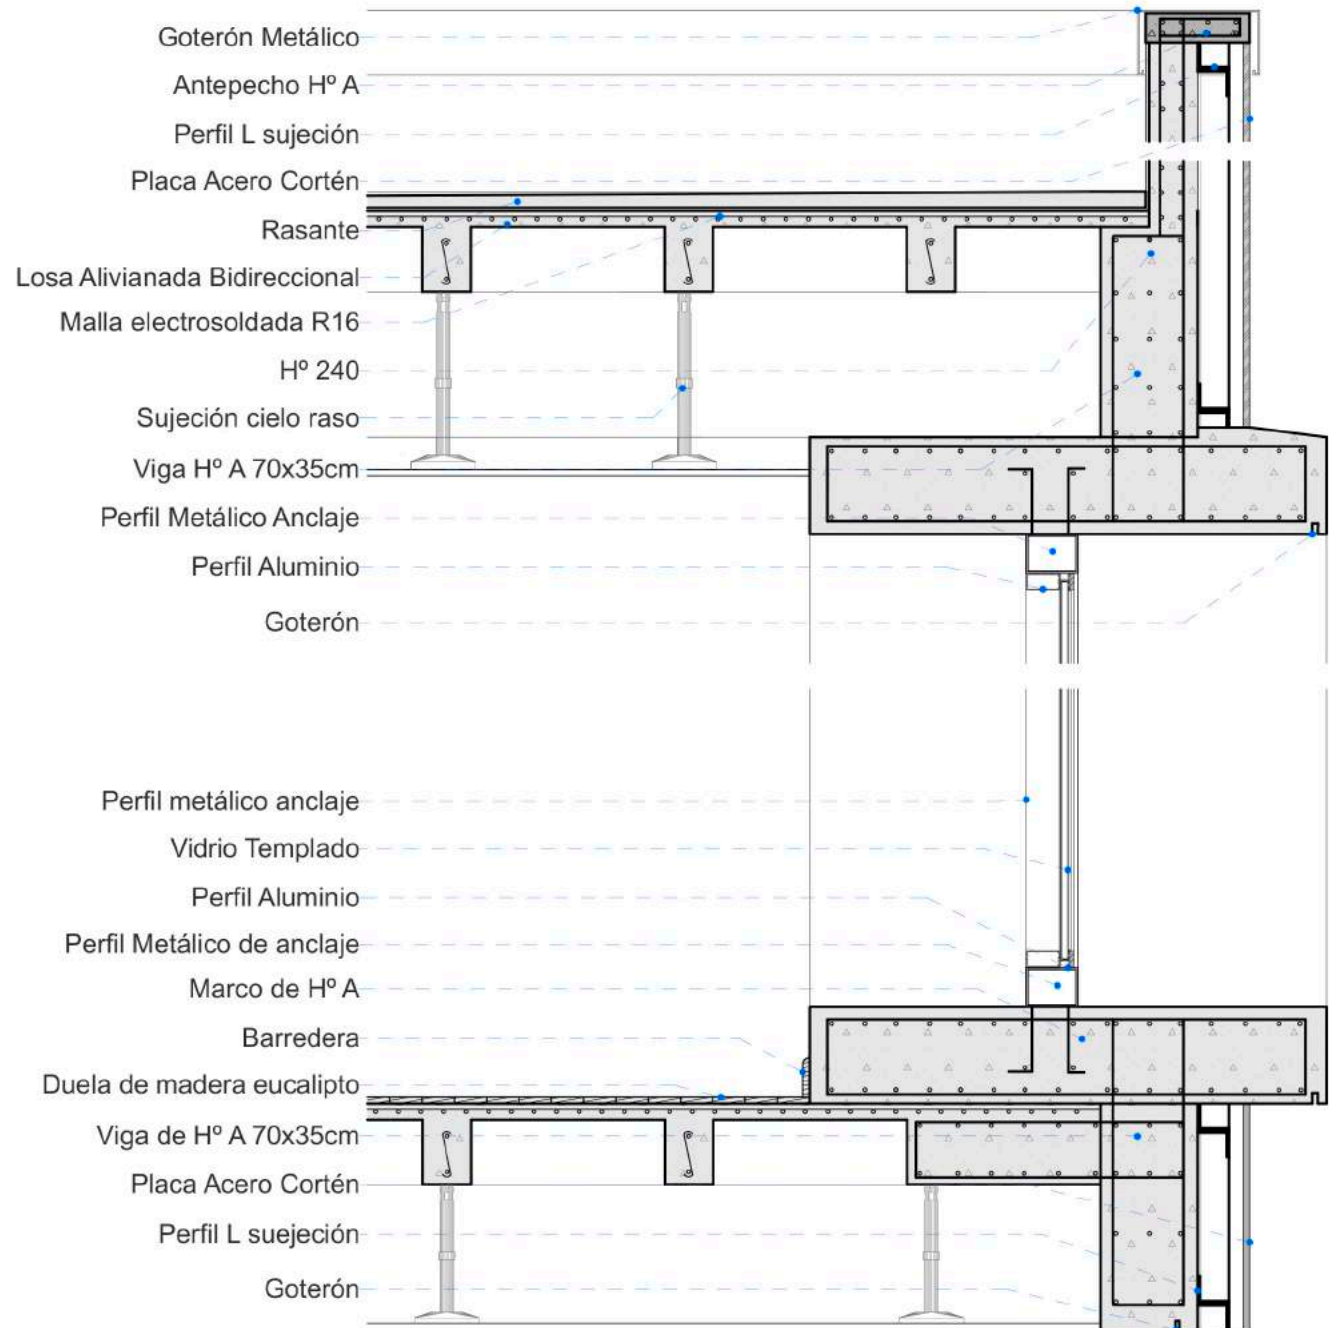 Goterón Metálico
Antepecho Hº A
Perfil L sujeción
Placa Acero Cortén
Rasante
Losa Alivianada Bidireccional
Malla electrosoldada R16
Hº 240
Sujeción cielo raso
Viga Hº A 70x35cm
Perfil Metálico Anclaje
Perfil Aluminio
Goterón
Perfil metálico anclaje
Vidrio Templado
Perfil Aluminio
Perfil Metálico de anclaje
Marco de Hº A
Barredera
Duela de madera eucalipto
Viga de Hº A 70x35cm
Placa Acero Cortén
Perfil L suejeción
Goterón